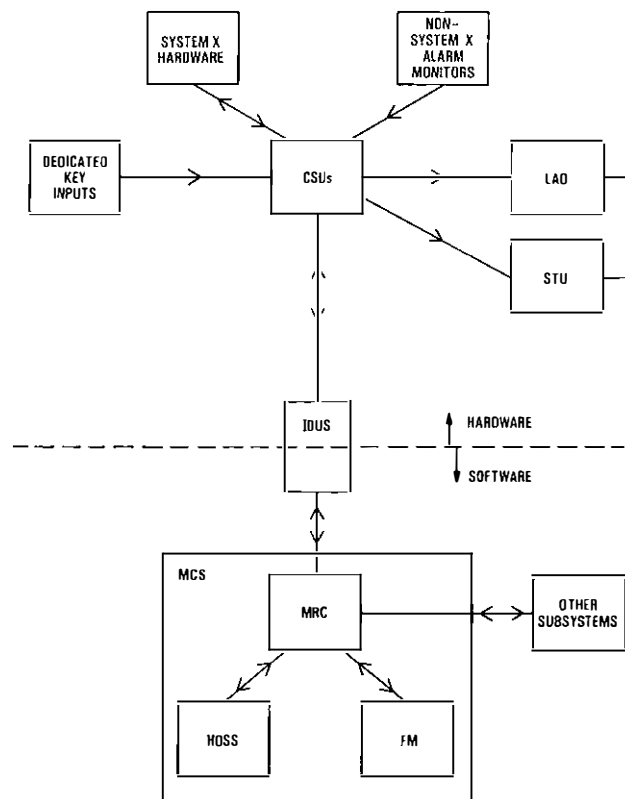 SYSTEM X
HARDWARE
NON-
SYSTEM X
ALARM
MONITORS
DEDICATED
KEY
INPUTS
CSUs
LAO
STU
IDUS
HARDWARE
SOFTWARE
MCS
MRC
OTHER
SUBSYSTEMS
HOSS
FM